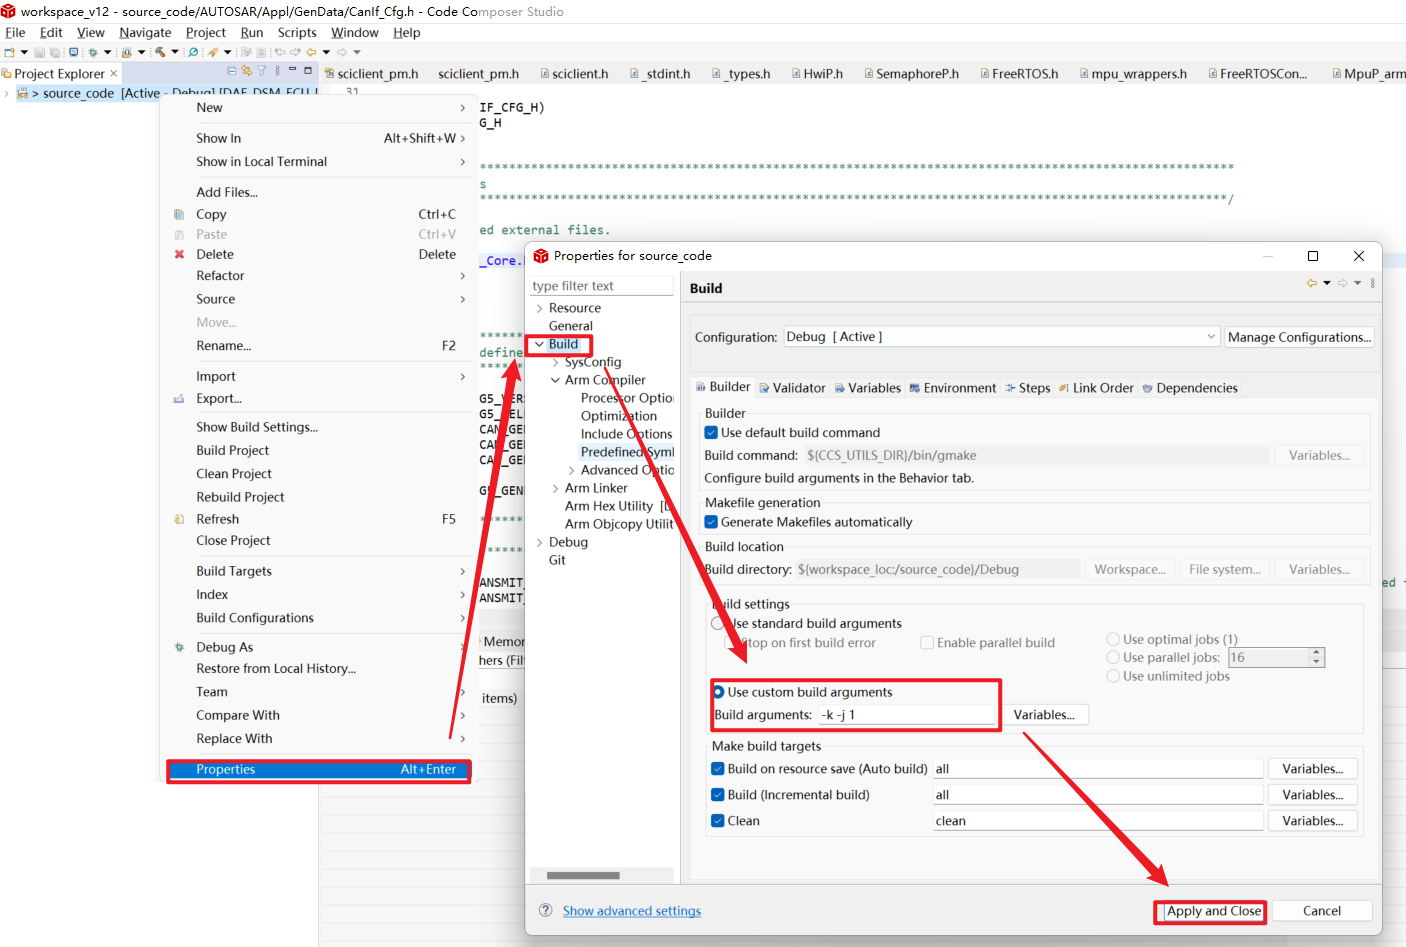 workspace_v12 - source_code/AUTOSAR/Appl/GenData/CanIf_Cfg.h - Code Composer Studio
File Edit View Navigate Project Run Scripts Window Help
Project Explorer
sciclient_pm.h sciclient_pm.h sciclient.h _stdint.h _types.h HwiP.h SemaphoreP.h FreeRTOS.h mpu_wrappers.h FreeRTOSCon... MpuP_arm
> source_code [Active - Debug]
31
IF_CFG_H)
G_H
s
ed external files.
_Core.
define
ANSMIT_
ANSMIT_
ed
New
Show In Alt+Shift+W >
Show in Local Terminal
Add Files...
Copy Ctrl+C
Paste Ctrl+V
Delete Delete
Refactor
Source
Move...
Rename... F2
Import
Export...
Show Build Settings...
Build Project
Clean Project
Rebuild Project
Refresh F5
Close Project
Build Targets
Index
Build Configurations
Debug As
Restore from Local History...
Team
Compare With
Replace With
Properties Alt+Enter
Memor
hers (Filt
items)
Properties for source_code
type filter text
Resource
General
Build
SysConfig
Arm Compiler
Processor Optio
Optimization
Include Options
Predefined Syml
Advanced Optio
Arm Linker
Arm Hex Utility [D
Arm Objcopy Utilit
Debug
Git
Build
Configuration: Debug [ Active ] Manage Configurations...
Builder Validator Variables Environment Steps Link Order Dependencies
Builder
Use default build command
Build command: ${CCS_UTILS_DIR}/bin/gmake Variables...
Configure build arguments in the Behavior tab.
Makefile generation
Generate Makefiles automatically
Build location
Build directory: ${workspace_loc:/source_code}/Debug Workspace... File system... Variables...
Build settings
Use standard build arguments
Stop on first build error Enable parallel build
Use optimal jobs (1)
Use parallel jobs: 16
Use unlimited jobs
Use custom build arguments
Build arguments: -k -j 1 Variables...
Make build targets
Build on resource save (Auto build) all Variables...
Build (Incremental build) all Variables...
Clean clean Variables...
Show advanced settings
Apply and Close Cancel